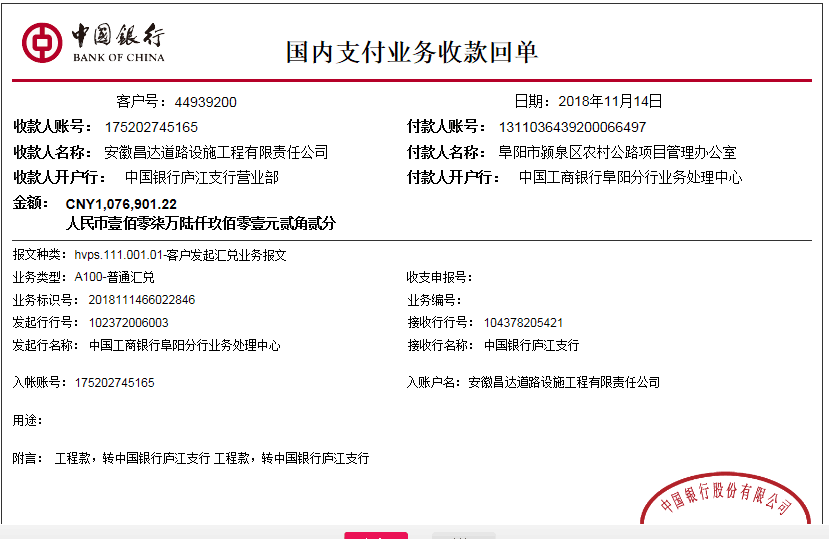 中国银行
BANK OF CHINA
国内支付业务收款回单
客户号：44939200 日期：2018年11月14日
收款人账号：175202745165 付款人账号：1311036439200066497
收款人名称：安徽昌达道路设施工程有限责任公司 付款人名称：阜阳市颍泉区农村公路项目管理办公室
收款人开户行：中国银行庐江支行营业部 付款人开户行：中国工商银行阜阳分行业务处理中心
金额：CNY1,076,901.22
人民币壹佰零柒万陆仟玖佰零壹元贰角贰分
报文种类：hvps.111.001.01-客户发起汇兑业务报文
业务类型：A100-普通汇兑 收支申报号：
业务标识号：2018111466022846 业务编号：
发起行行号：102372006003 接收行行号：104378205421
发起行名称：中国工商银行阜阳分行业务处理中心 接收行名称：中国银行庐江支行
入帐账号：175202745165 入账户名：安徽昌达道路设施工程有限责任公司
用途：
附言：工程款，转中国银行庐江支行 工程款，转中国银行庐江支行
中国银行股份有限公司